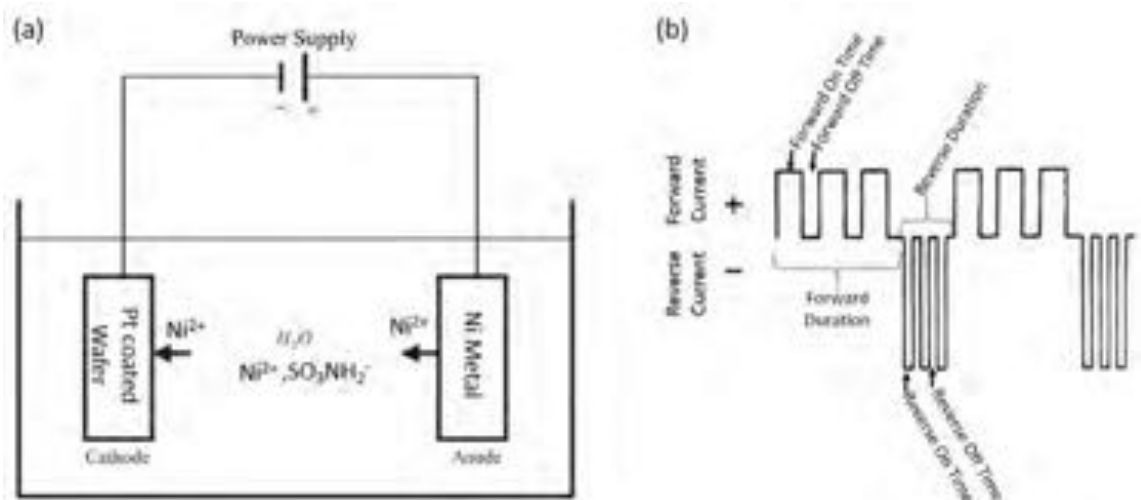 (a)
Power Supply
− +
Pt coated
Wafer
Ni²⁺
H₂O
Ni²⁺,SO₃NH₂⁻
Ni²⁺
Ni Metal
Cathode
Anode
(b)
Forward On Time
Forward Off Time
Reverse Duration
Forward
Current
+
Reverse
Current
−
Forward
Duration
Reverse On Time
Reverse Off Time